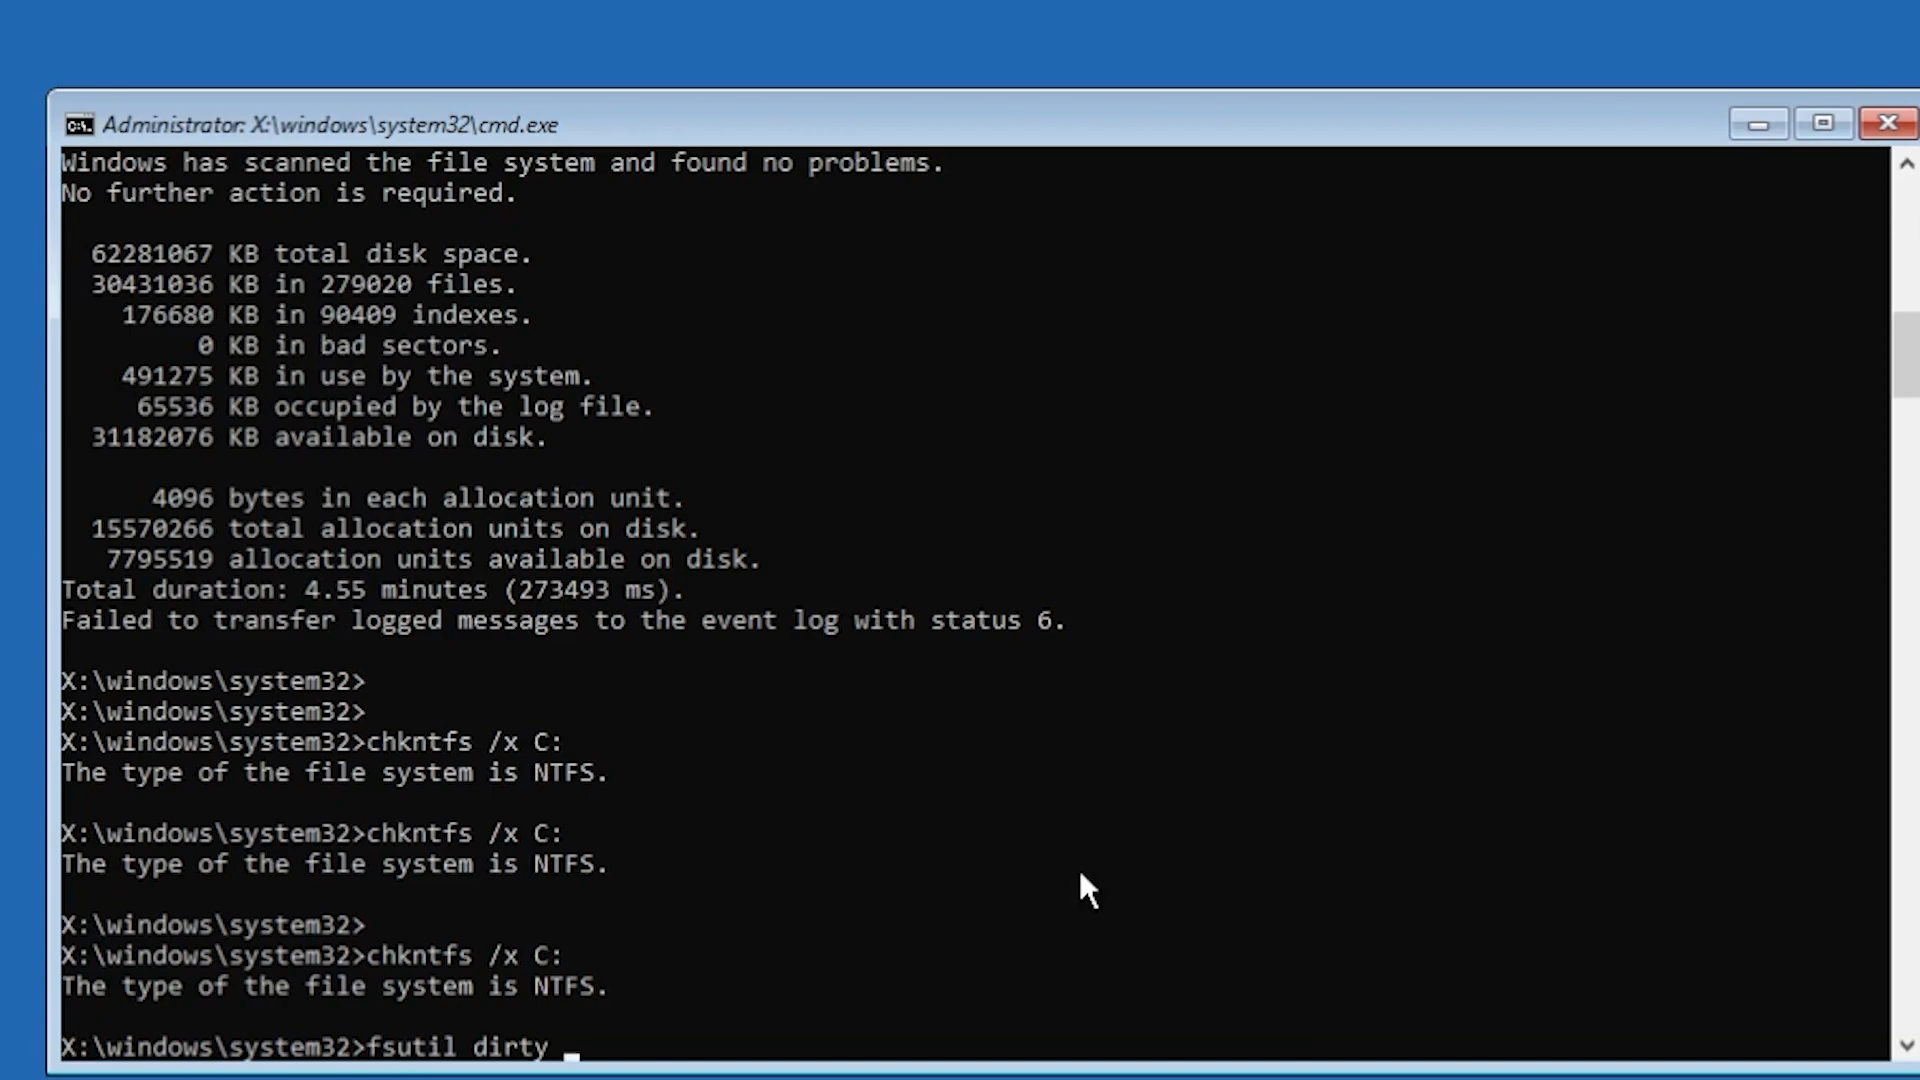 Administrator: X:\windows\system32\cmd.exe
Windows has scanned the file system and found no problems.
No further action is required.
62281067 KB total disk space.
30431036 KB in 279020 files.
176680 KB in 90409 indexes.
0 KB in bad sectors.
491275 KB in use by the system.
65536 KB occupied by the log file.
31182076 KB available on disk.
4096 bytes in each allocation unit.
15570266 total allocation units on disk.
7795519 allocation units available on disk.
Total duration: 4.55 minutes (273493 ms).
Failed to transfer logged messages to the event log with status 6.
X:\windows\system32>
X:\windows\system32>
X:\windows\system32>chkntfs /x C:
The type of the file system is NTFS.
X:\windows\system32>chkntfs /x C:
The type of the file system is NTFS.
X:\windows\system32>
X:\windows\system32>chkntfs /x C:
The type of the file system is NTFS.
X:\windows\system32>fsutil dirty